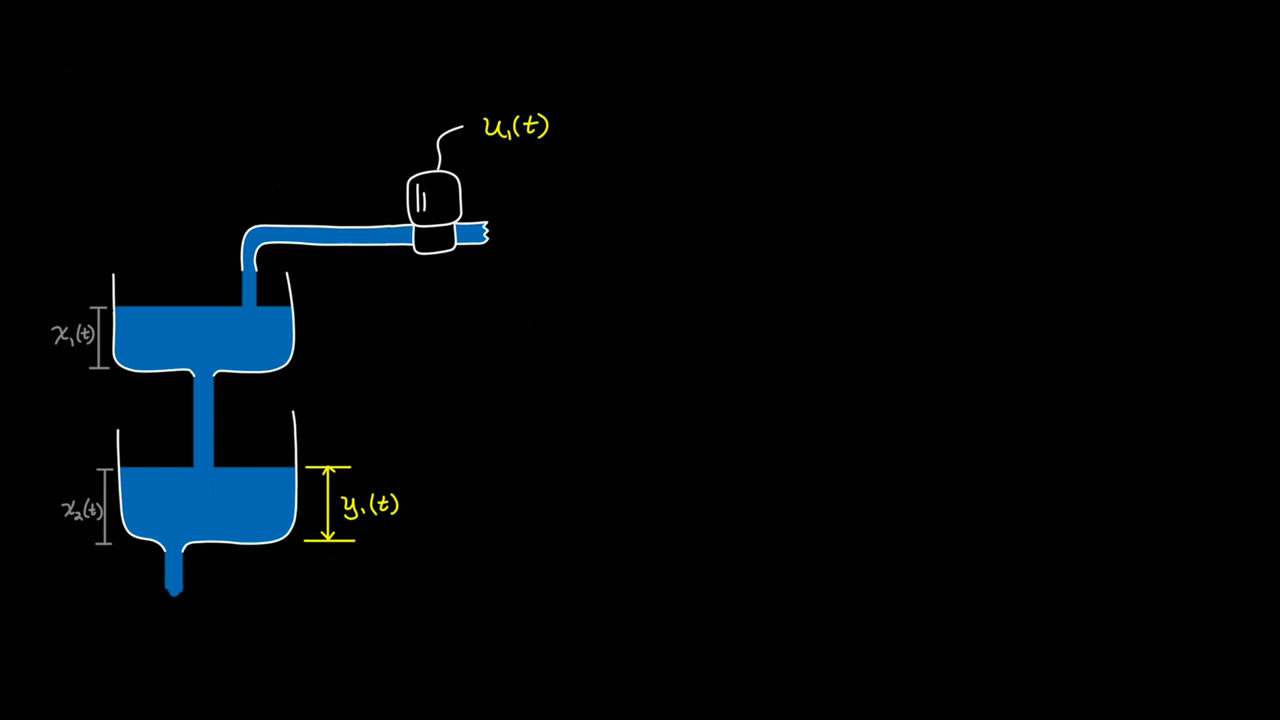 u₁(t)
x₁(t)
x₂(t)
y₁(t)